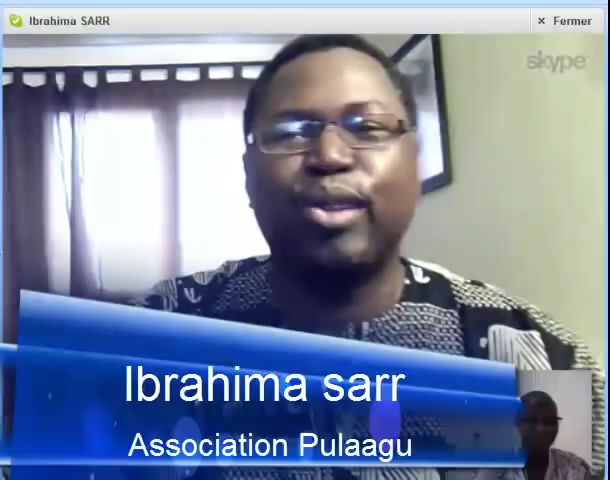 Ibrahima SARR
× Fermer
skype
Ibrahima sarr
Association Pulaagu